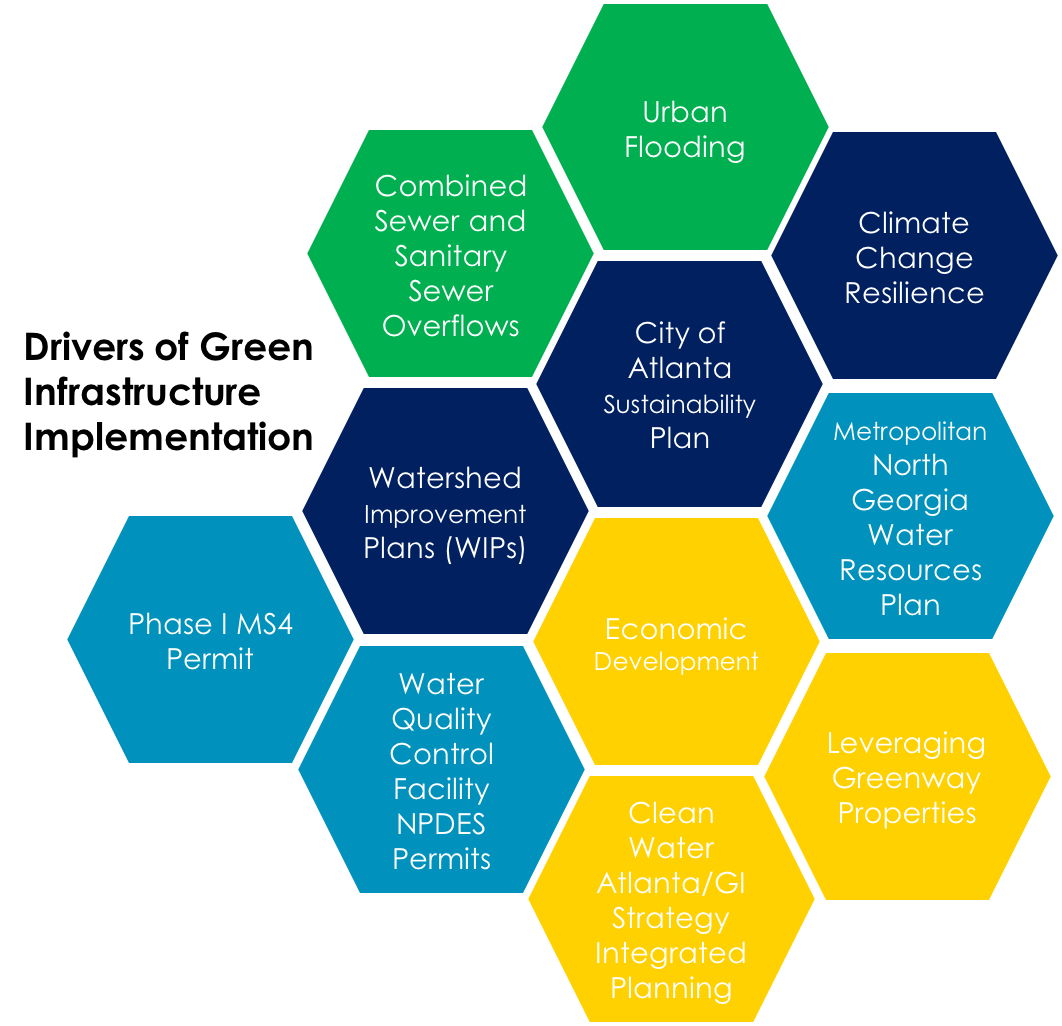 Urban
Flooding
Combined
Sewer and
Sanitary
Sewer
Overflows
Climate
Change
Resilience
Drivers of Green
Infrastructure
Implementation
City of
Atlanta
Sustainability
Plan
Watershed
Improvement
Plans (WIPs)
Metropolitan
North
Georgia
Water
Resources
Plan
Phase I MS4
Permit
Economic
Development
Water
Quality
Control
Facility
NPDES
Permits
Leveraging
Greenway
Properties
Clean
Water
Atlanta/GI
Strategy
Integrated
Planning